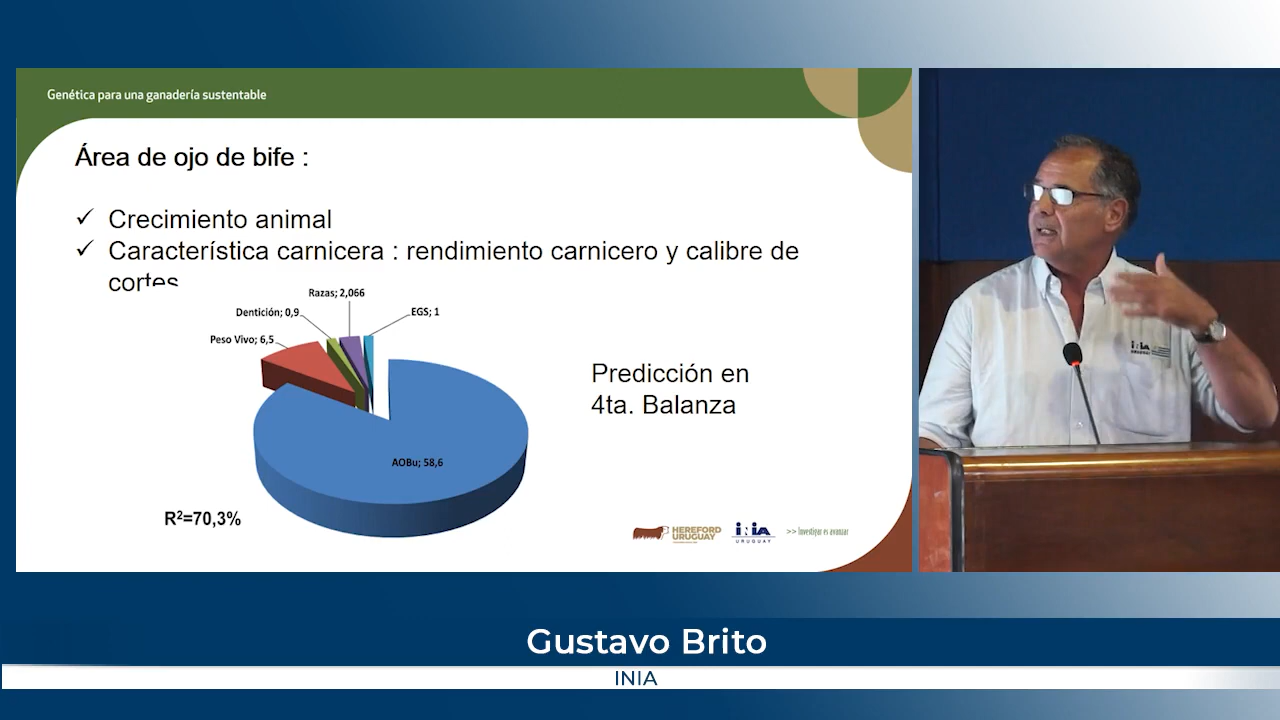 Genética para una ganadería sustentable
Área de ojo de bife :
✓ Crecimiento animal
✓ Característica carnicera : rendimiento carnicero y calibre de
cortes
Razas; 2,066
Dentición; 0,9
EGS; 1
Peso Vivo; 6,5
Predicción en
4ta. Balanza
AOBu; 58,6
R²=70,3%
HEREFORD
URUGUAY
INIA
URUGUAY
>> Investigar es avanzar
INIA
URUGUAY
Gustavo Brito
INIA